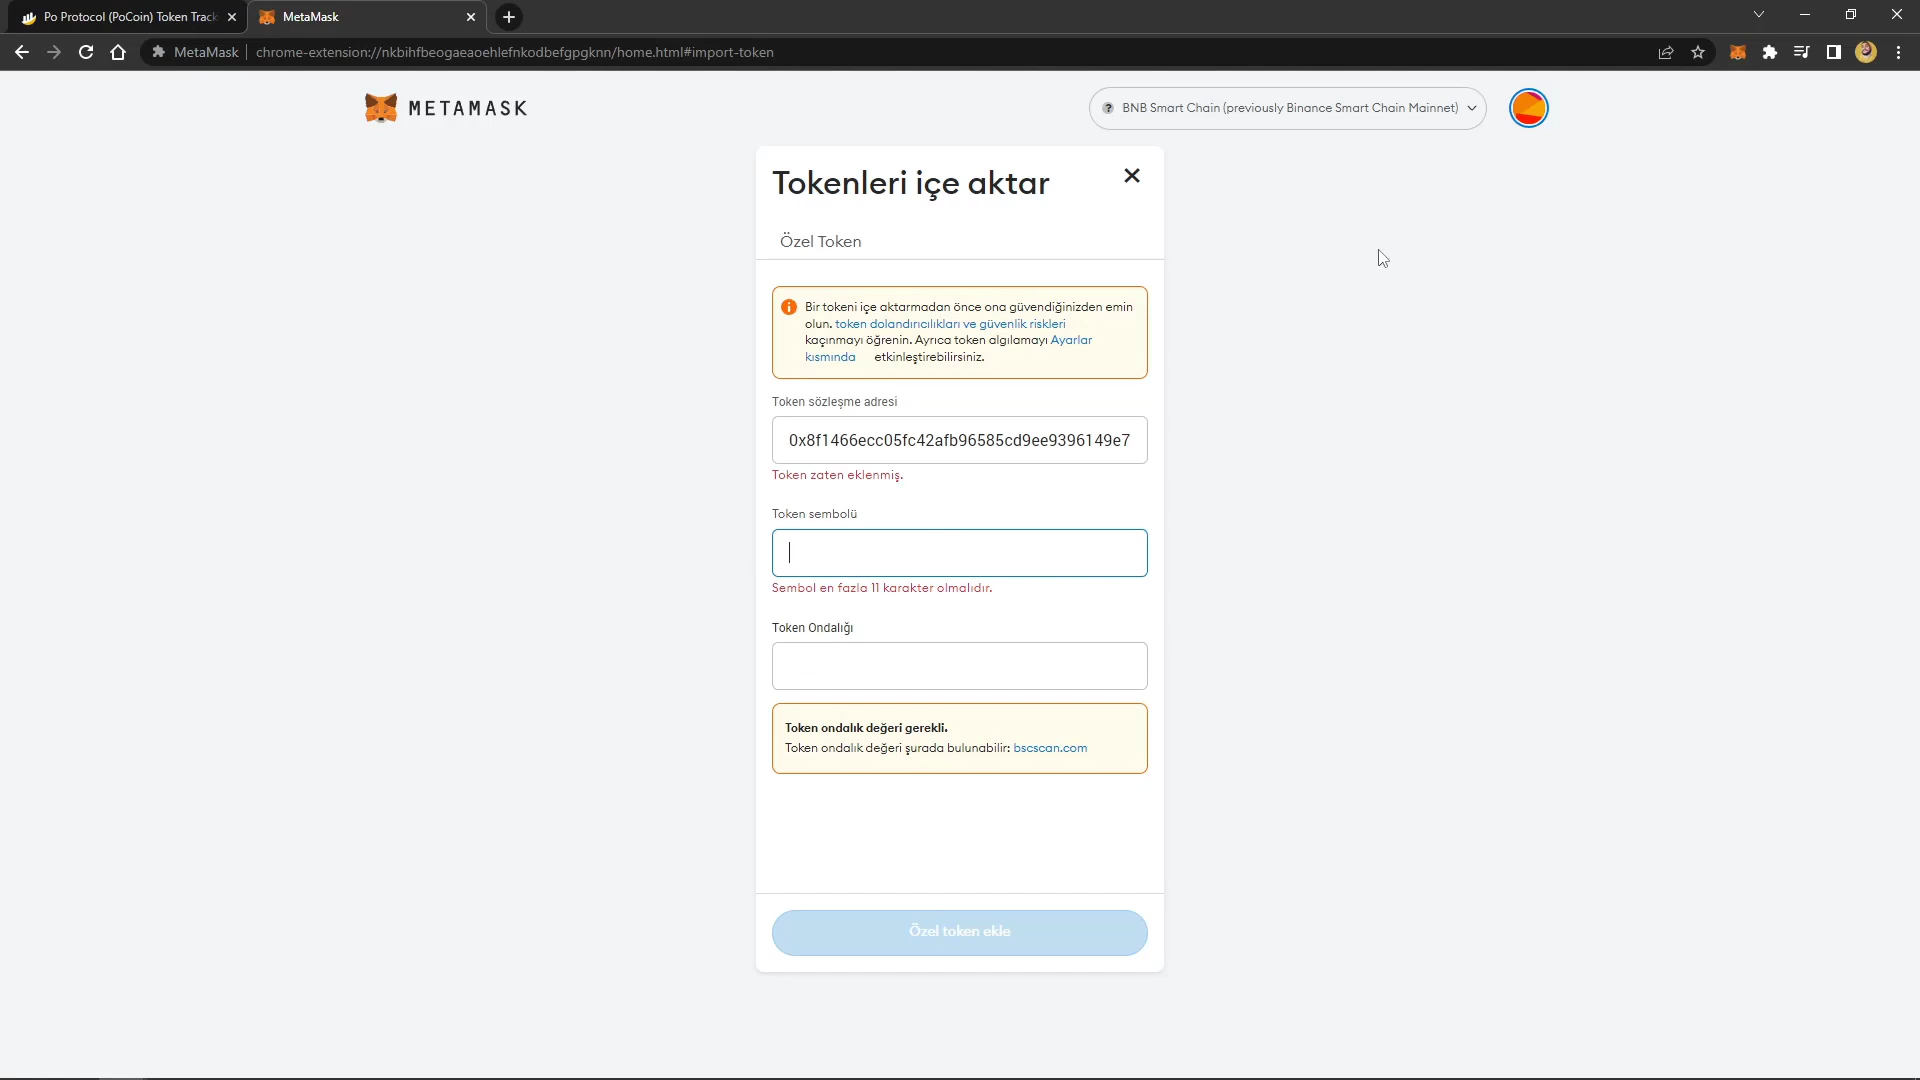 Po Protocol (PoCoin) Token Track
MetaMask
MetaMask
chrome-extension://nkbihfbeogaeaoehlefnkodbefgpgknn/home.html#import-token
METAMASK
BNB Smart Chain (previously Binance Smart Chain Mainnet)
Tokenleri içe aktar
Özel Token
Bir tokeni içe aktarmadan önce ona güvendiğinizden emin
olun. token dolandırıcılıkları ve güvenlik riskleri
kaçınmayı öğrenin. Ayrıca token algılamayı Ayarlar
kısmında etkinleştirebilirsiniz.
Token sözleşme adresi
0x8f1466ecc05fc42afb96585cd9ee9396149e7
Token zaten eklenmiş.
Token sembolü
Sembol en fazla 11 karakter olmalıdır.
Token Ondalığı
Token ondalık değeri gerekli.
Token ondalık değeri şurada bulunabilir: bscscan.com
Özel token ekle